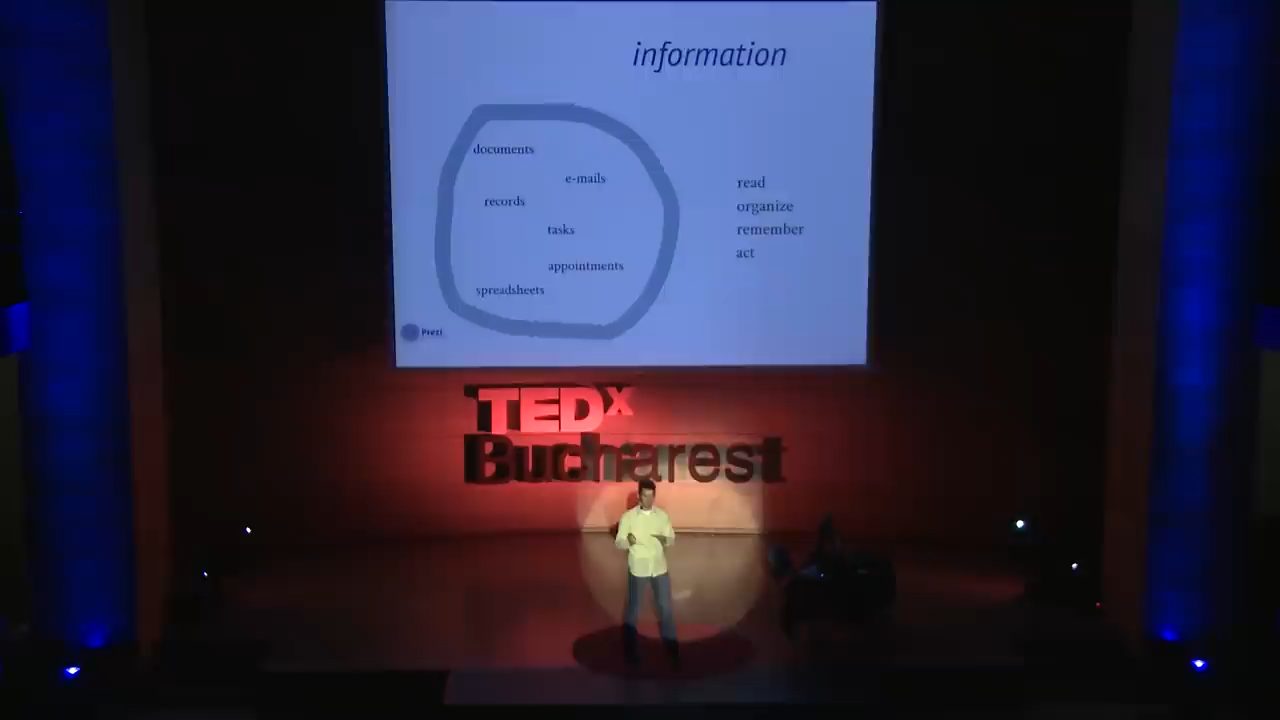 information
documents
e-mails
records
tasks
appointments
spreadsheets
read
organize
remember
act
Prezi
TEDx
Bucharest